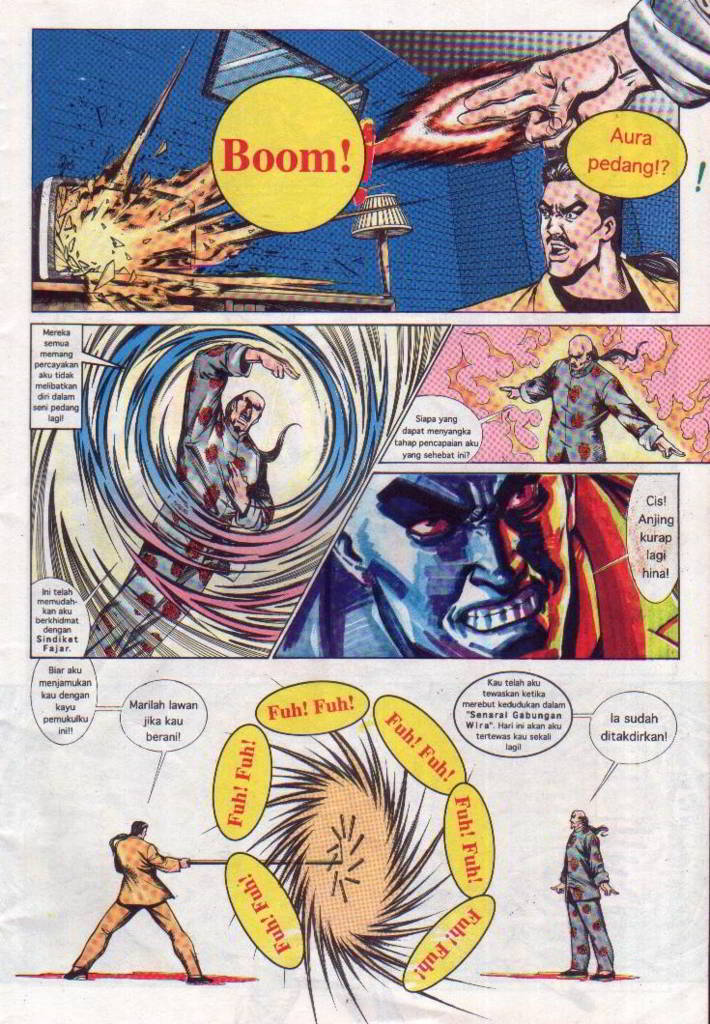 Boom!
Aura
pedang!?
!
Mereka
semua
memang
percayakan
aku tidak
melibatkan
diri dalam
seni pedang
lagi!
Siapa yang
dapat menyangka
tahap pencapaian aku
yang sehebat ini?
Cis!
Anjing
kurap
lagi
hina!
Ini telah
memudah-
kan aku
berkhidmat
dengan
Sindiket
Fajar.
Biar aku
menjamukan
kau dengan
kayu
pemukulku
ini!!
Marilah lawan
jika kau
berani!
Fuh! Fuh!
Fuh! Fuh!
Fuh! Fuh!
Fuh! Fuh!
Fuh! Fuh!
Fuh! Fuh!
Kau telah aku
tewaskan ketika
merebut kedudukan dalam
"Senarai Gabungan
Wira". Hari ini akan aku
tertewas kau sekali
lagi!
Ia sudah
ditakdirkan!